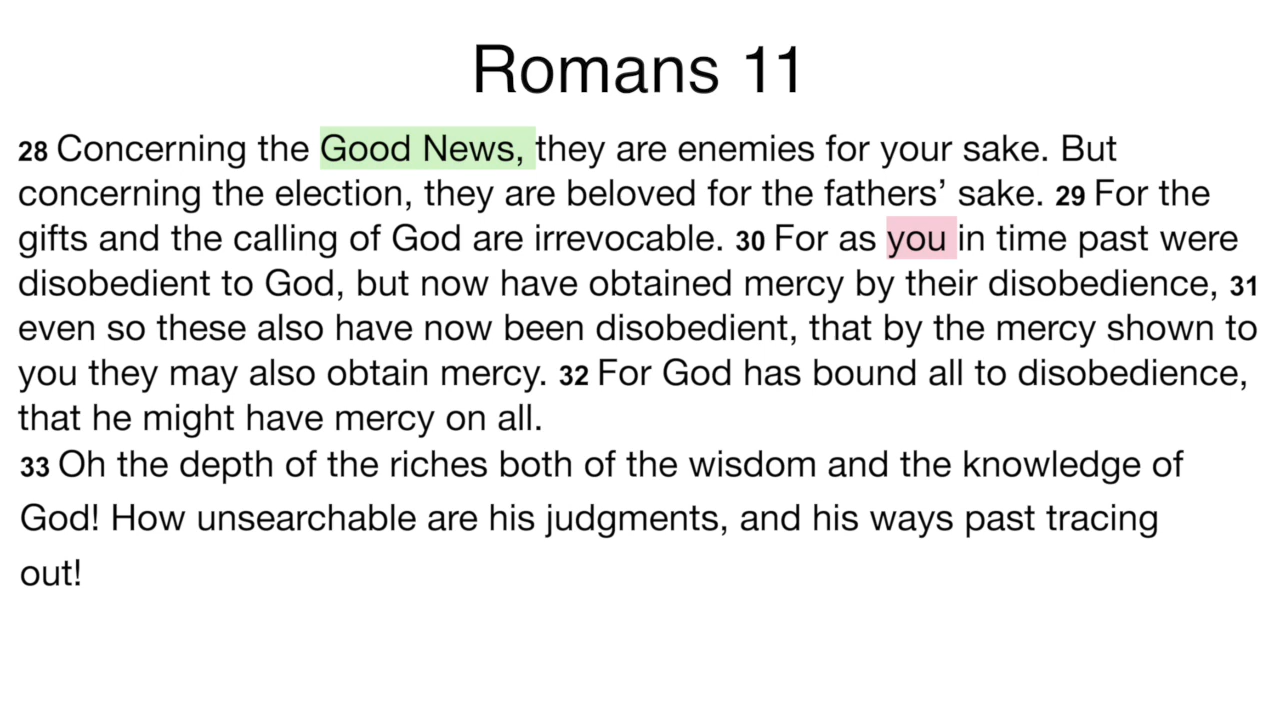 Romans 11
28 Concerning the Good News, they are enemies for your sake. But
concerning the election, they are beloved for the fathers’ sake. 29 For the
gifts and the calling of God are irrevocable. 30 For as you in time past were
disobedient to God, but now have obtained mercy by their disobedience, 31
even so these also have now been disobedient, that by the mercy shown to
you they may also obtain mercy. 32 For God has bound all to disobedience,
that he might have mercy on all.
33 Oh the depth of the riches both of the wisdom and the knowledge of
God! How unsearchable are his judgments, and his ways past tracing
out!